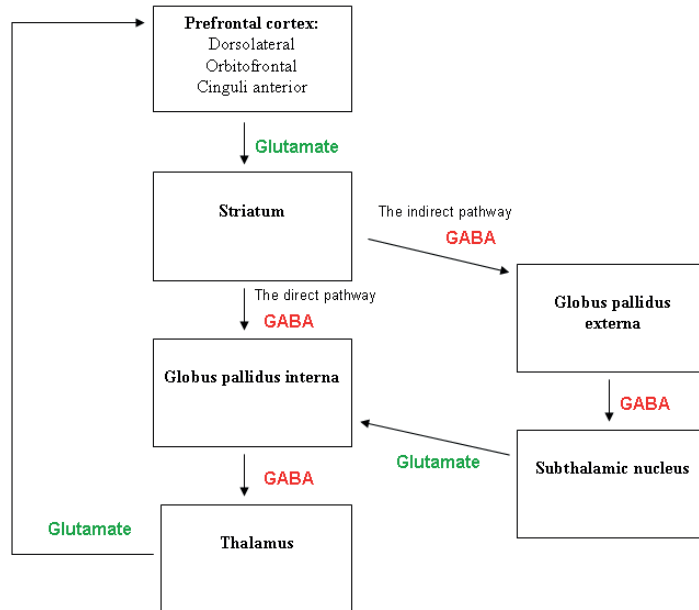 Prefrontal cortex:
Dorsolateral
Orbitofrontal
Cinguli anterior
Glutamate
Striatum
The indirect pathway
GABA
The direct pathway
GABA
Globus pallidus
externa
Globus pallidus interna
GABA
Glutamate
Subthalamic nucleus
GABA
Glutamate
Thalamus